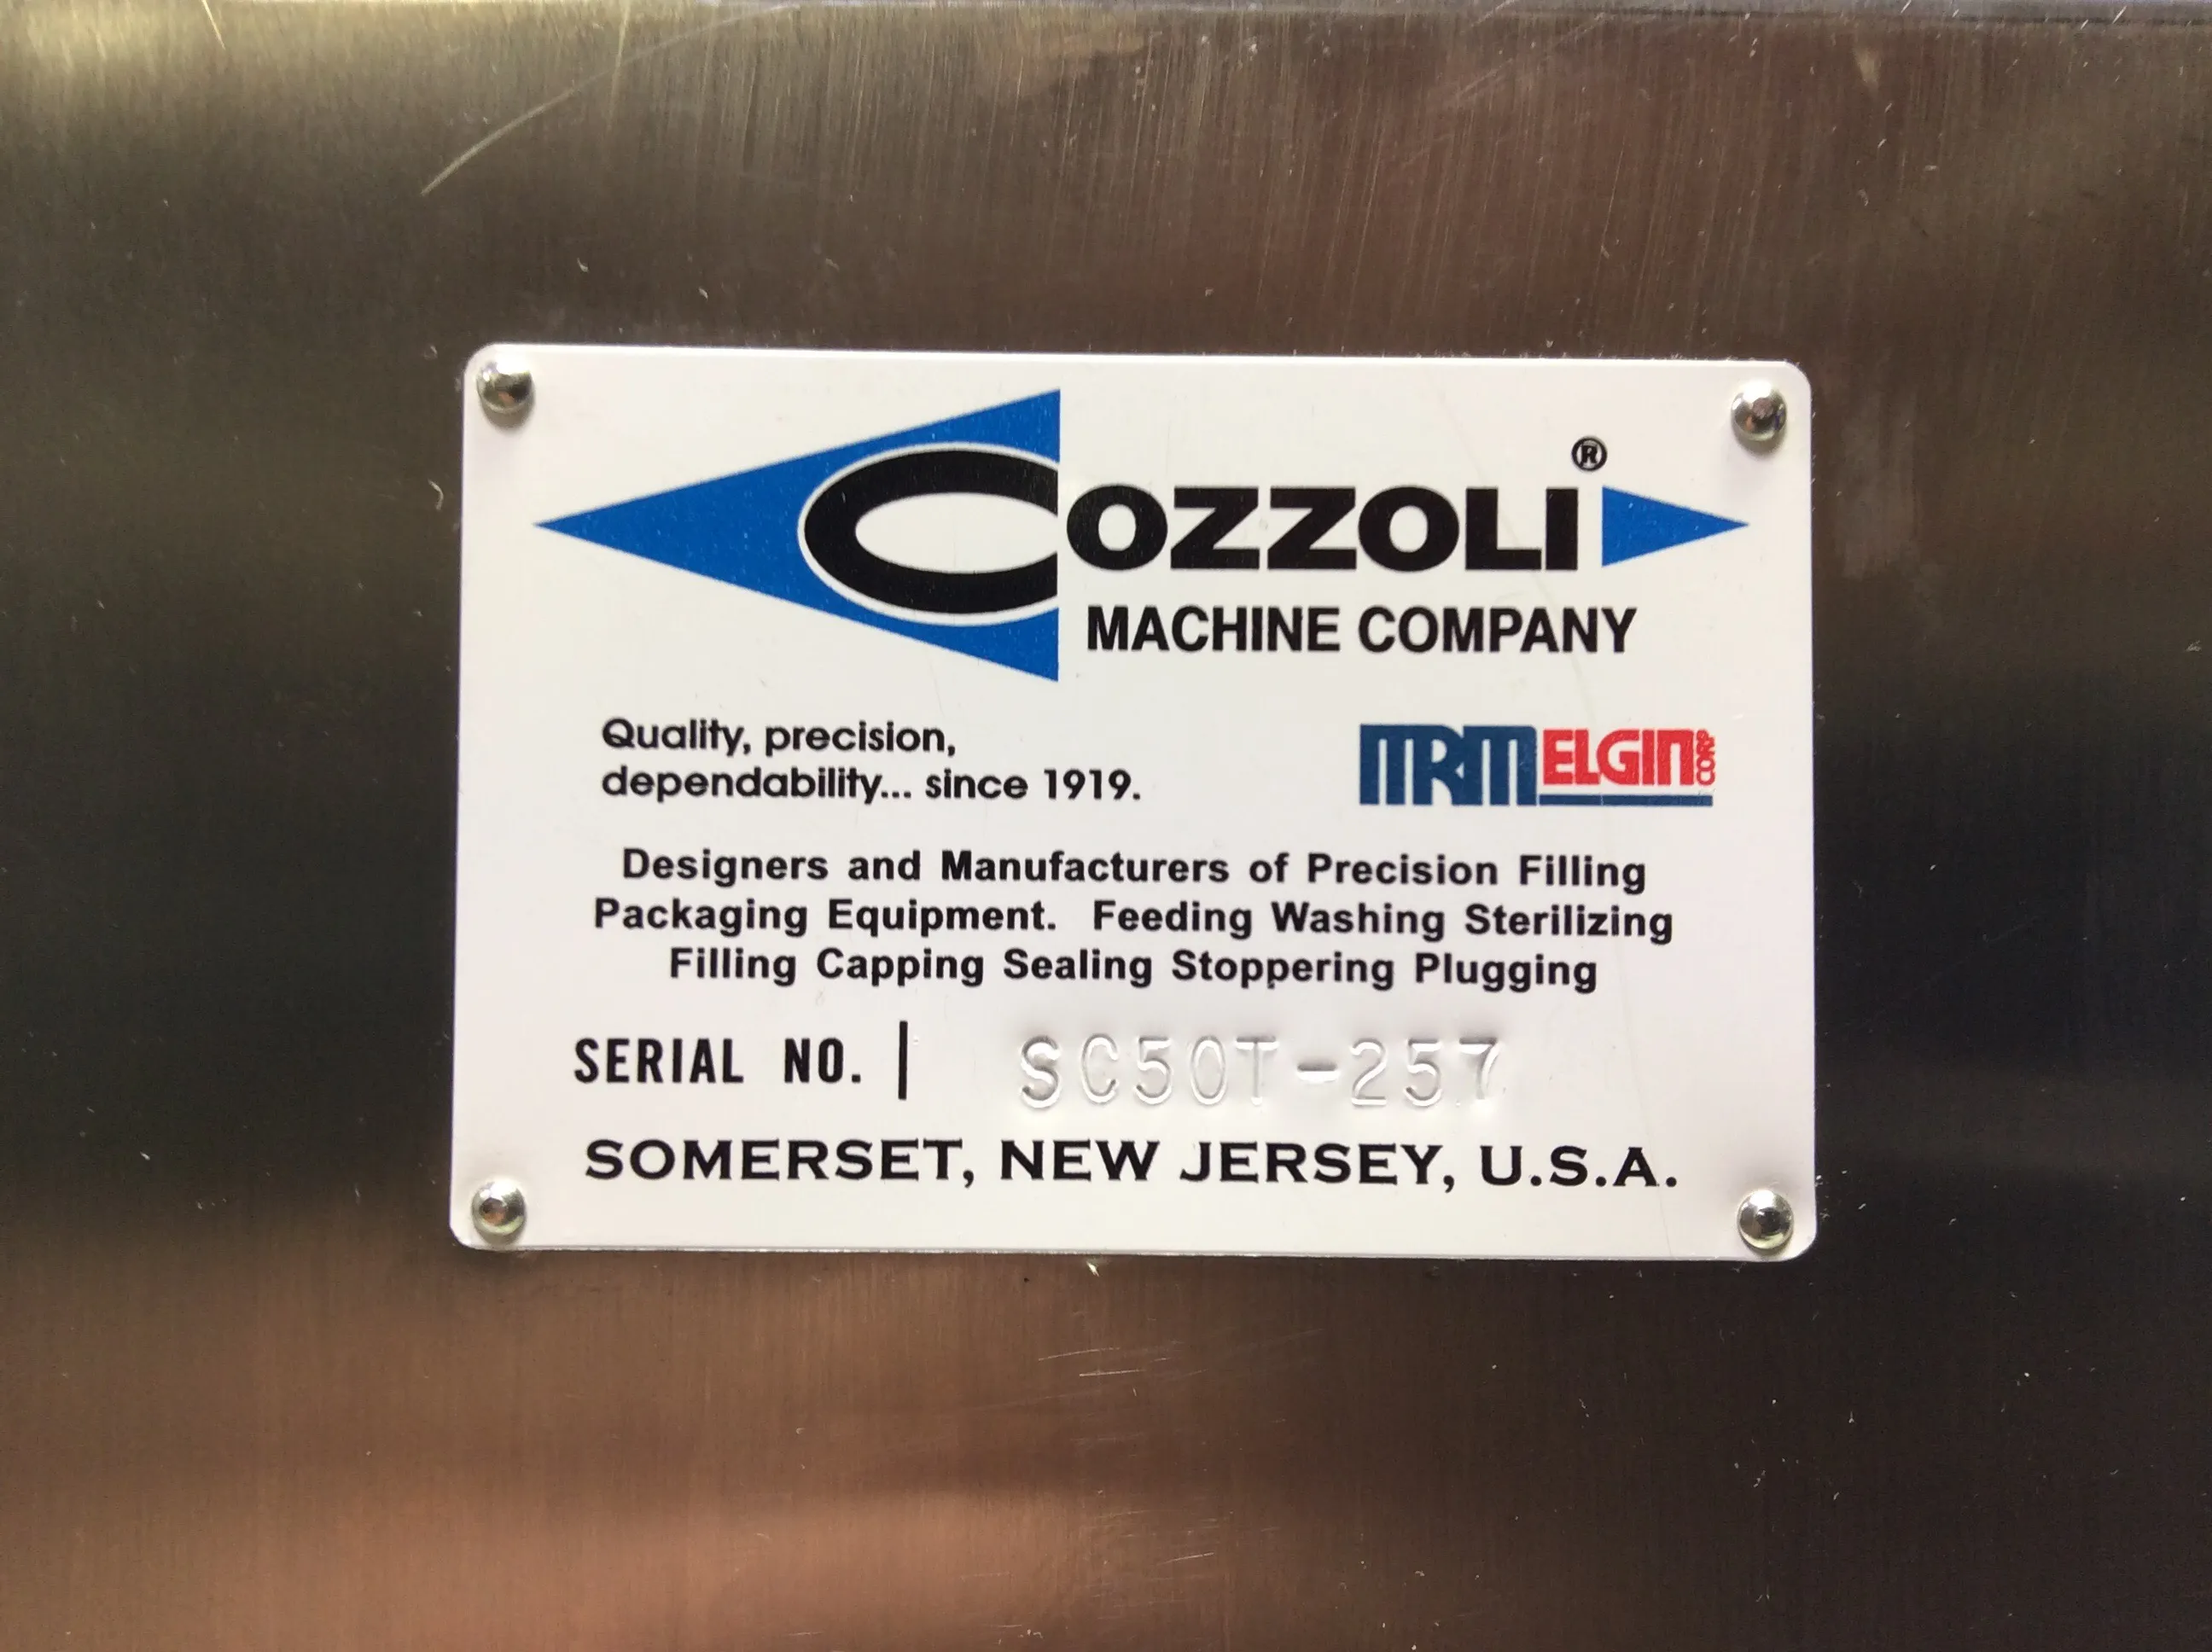 COZZOLI®
MACHINE COMPANY
Quality, precision,
dependability... since 1919.
MRM ELGIN CORP
Designers and Manufacturers of Precision Filling
Packaging Equipment. Feeding Washing Sterilizing
Filling Capping Sealing Stoppering Plugging
SERIAL NO. | SC50T-257
SOMERSET, NEW JERSEY, U.S.A.